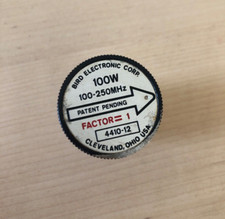 BIRD ELECTRONIC CORP.
100W
100-250MHz
PATENT PENDING
FACTOR = 1
4410-12
CLEVELAND, OHIO USA